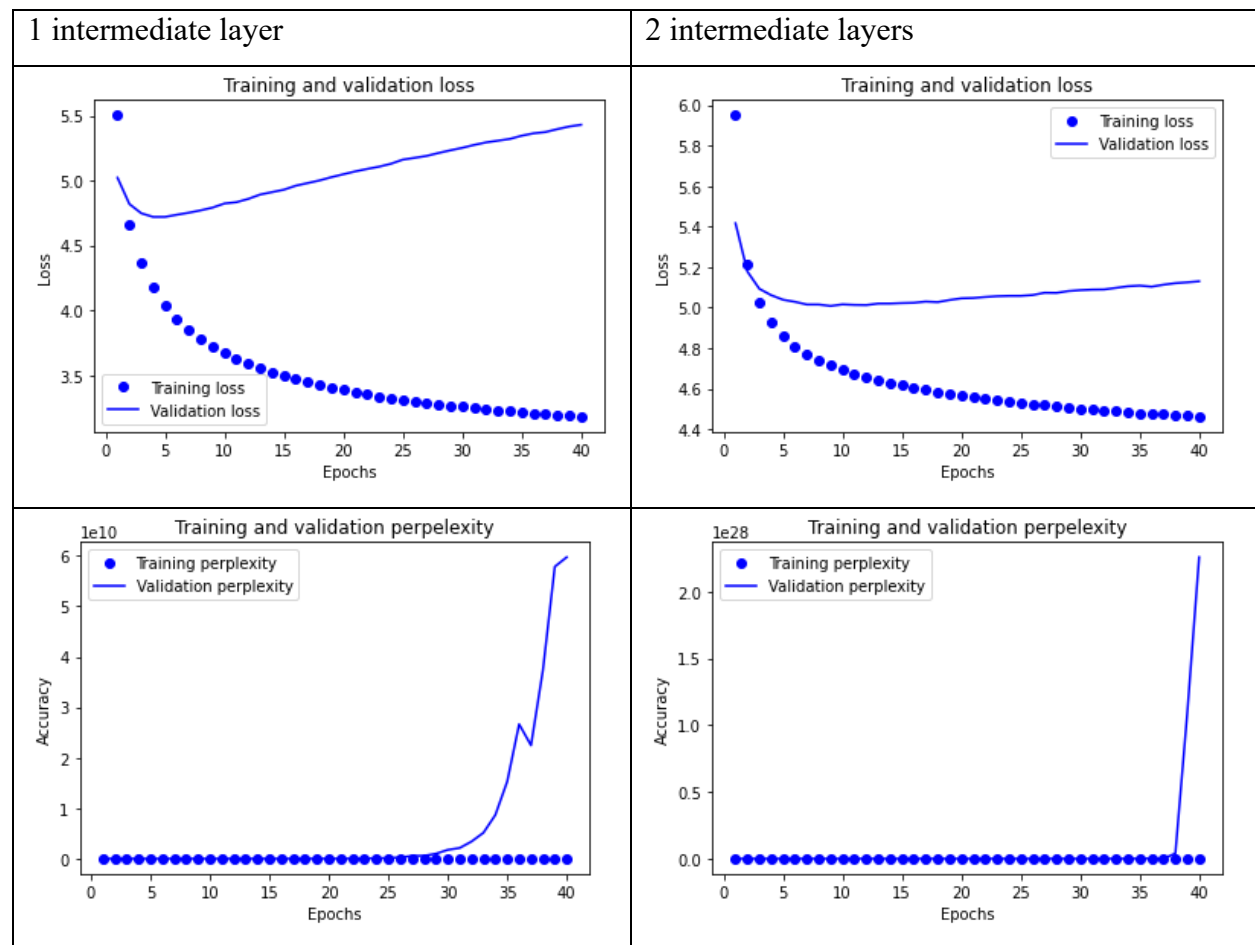 1 intermediate layer
2 intermediate layers
Training and validation loss
5.5
5.0
4.5
4.0
3.5
Loss
Training loss
Validation loss
0 5 10 15 20 25 30 35 40
Epochs
Training and validation loss
6.0
5.8
5.6
5.4
5.2
5.0
4.8
4.6
4.4
Loss
Training loss
Validation loss
0 5 10 15 20 25 30 35 40
Epochs
1e10
Training and validation perpelexity
6
5
4
3
2
1
0
Accuracy
Training perplexity
Validation perplexity
0 5 10 15 20 25 30 35 40
Epochs
1e28
Training and validation perpelexity
2.0
1.5
1.0
0.5
0.0
Accuracy
Training perplexity
Validation perplexity
0 5 10 15 20 25 30 35 40
Epochs